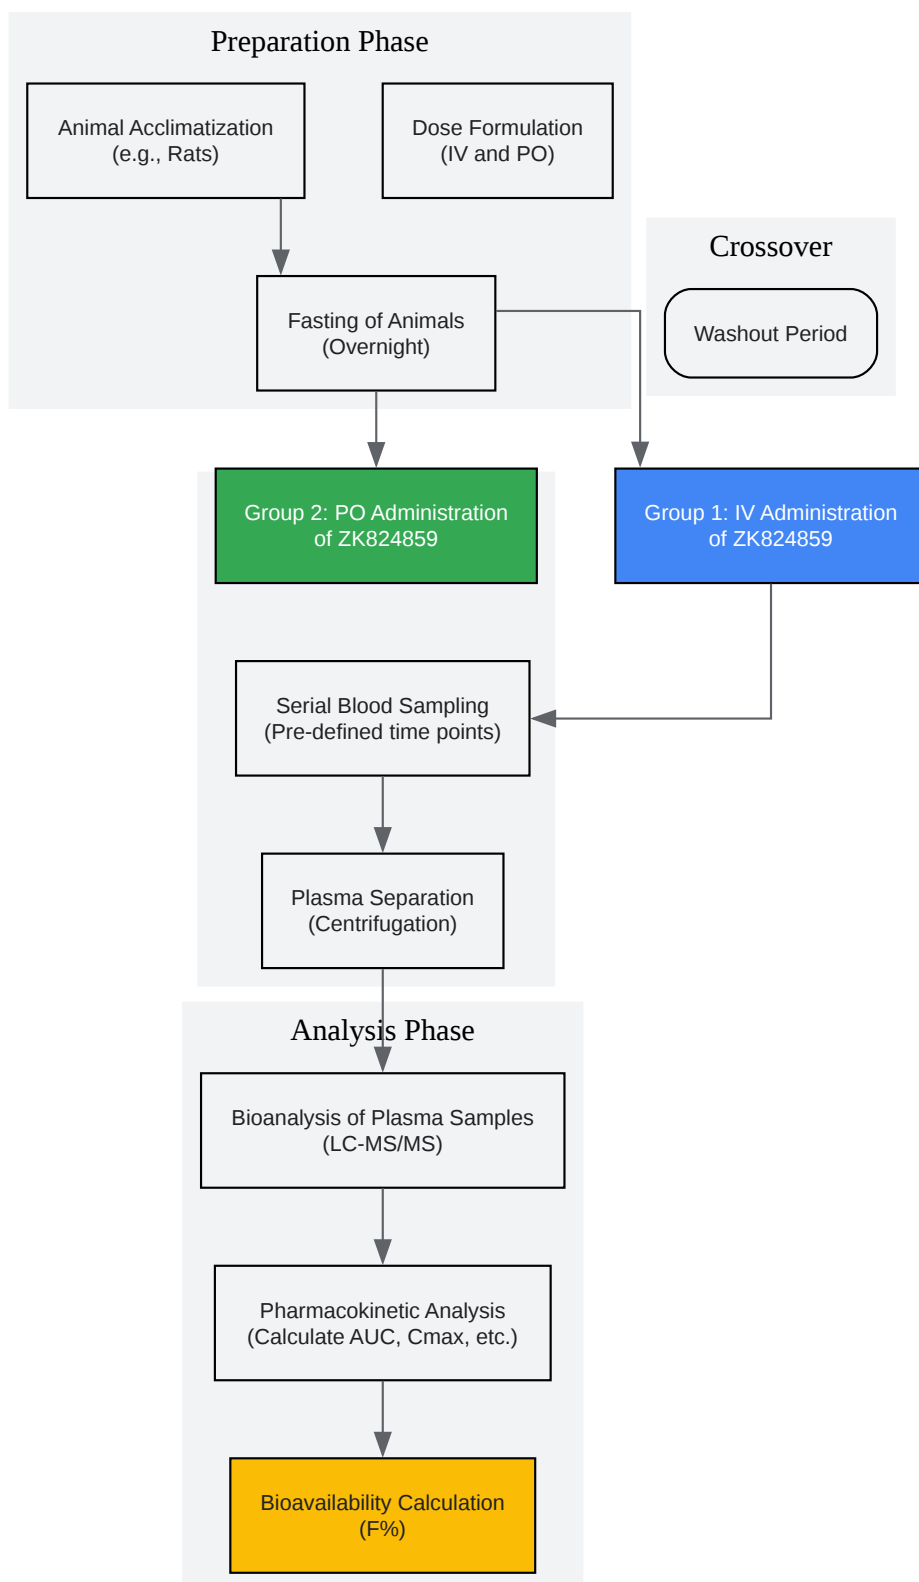 Preparation Phase
Animal Acclimatization
(e.g., Rats)
Dose Formulation
(IV and PO)
Crossover
Fasting of Animals
(Overnight)
Washout Period
Group 2: PO Administration
of ZK824859
Group 1: IV Administration
of ZK824859
Serial Blood Sampling
(Pre-defined time points)
Plasma Separation
(Centrifugation)
Analysis Phase
Bioanalysis of Plasma Samples
(LC-MS/MS)
Pharmacokinetic Analysis
(Calculate AUC, Cmax, etc.)
Bioavailability Calculation
(F%)